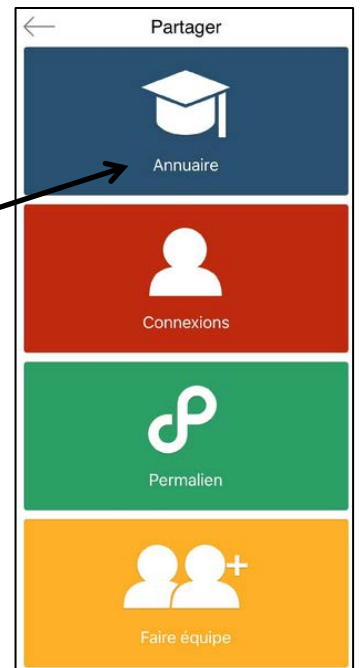 Partager
Annuaire
Connexions
Permalien
Faire équipe